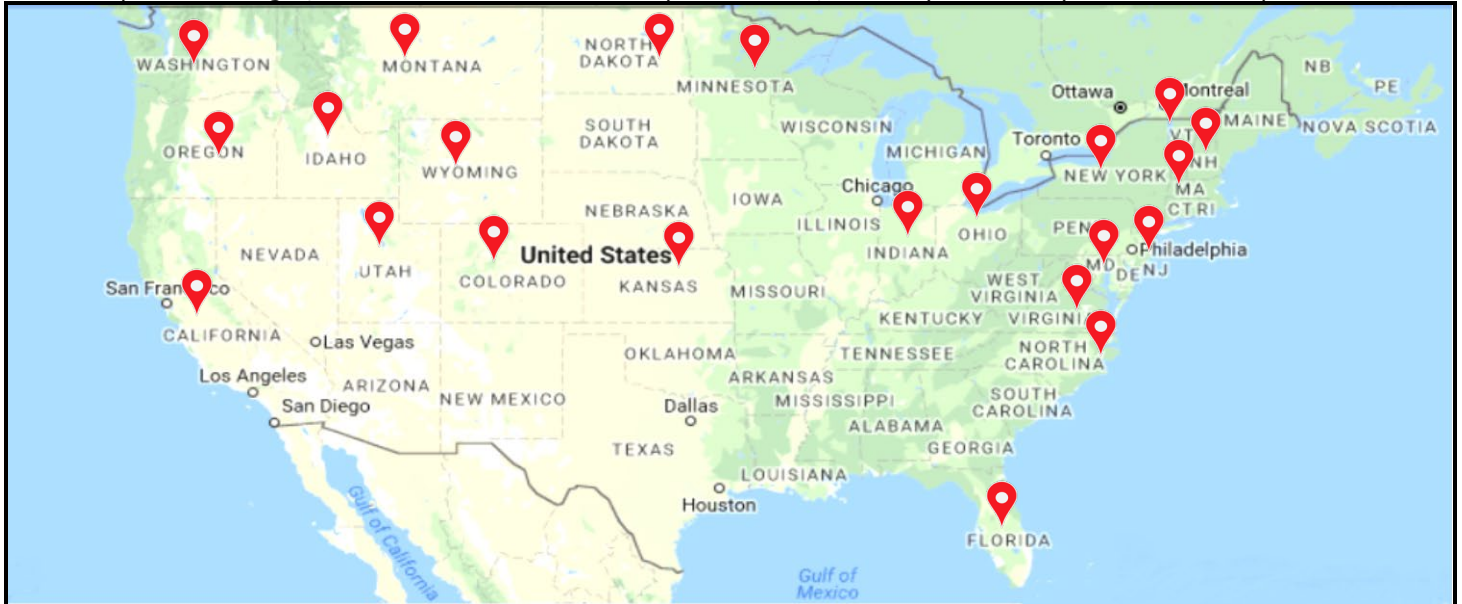 WASHINGTON
MONTANA
NORTH
DAKOTA
MINNESOTA
Ottawa
Montreal
NB
PE
MAINE
NOVA SCOTIA
VT
NH
OREGON
IDAHO
WYOMING
SOUTH
DAKOTA
WISCONSIN
MICHIGAN
Toronto
NEW YORK
MA
CT RI
Chicago
IOWA
NEBRASKA
ILLINOIS
INDIANA
OHIO
PEN
Philadelphia
MD
DE NJ
NEVADA
UTAH
COLORADO
United States
KANSAS
MISSOURI
WEST
VIRGINIA
KENTUCKY
VIRGINIA
San Francisco
CALIFORNIA
Las Vegas
Los Angeles
San Diego
ARIZONA
NEW MEXICO
OKLAHOMA
ARKANSAS
TENNESSEE
NORTH
CAROLINA
SOUTH
CAROLINA
MISSISSIPPI
ALABAMA
GEORGIA
Dallas
TEXAS
LOUISIANA
Houston
FLORIDA
Gulf of California
Gulf of
Mexico